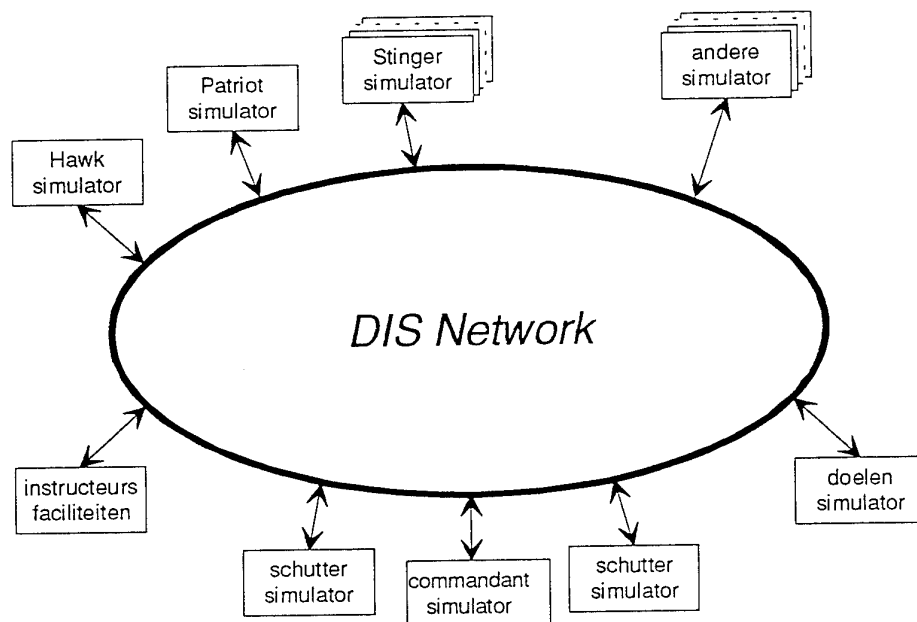 Stinger
simulator
andere
simulator
Patriot
simulator
Hawk
simulator
DIS Network
instructeurs
faciliteiten
doelen
simulator
schutter
simulator
commandant
simulator
schutter
simulator